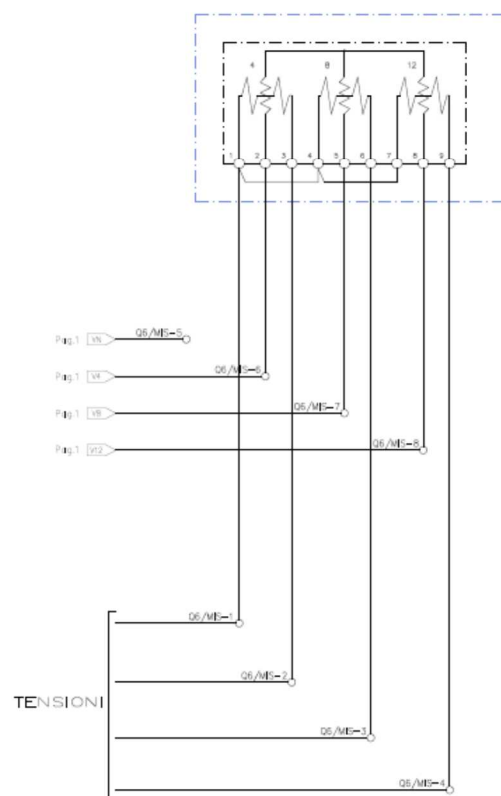 4 8 12
1 2 3 4 5 6 7 8 9
Pag.1 VN Q6/MIS-5
Pag.1 V4 Q6/MIS-6
Pag.1 V8 Q6/MIS-7
Pag.1 V12 Q6/MIS-8
Q6/MIS-1
Q6/MIS-2
TENSIONI
Q6/MIS-3
Q6/MIS-4